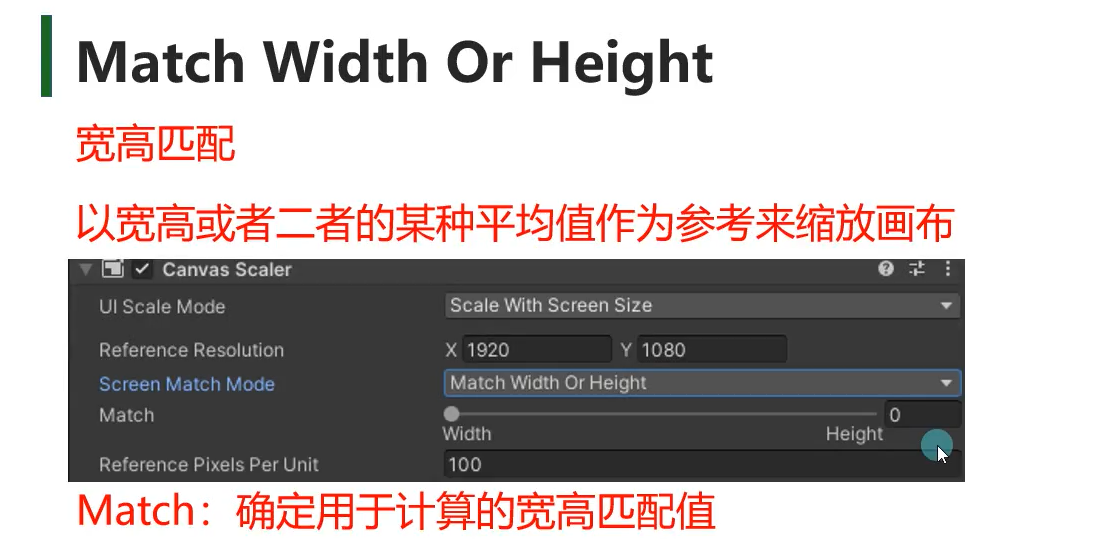 Match Width Or Height
宽高匹配
以宽高或者二者的某种平均值作为参考来缩放画布
Canvas Scaler
UI Scale Mode Scale With Screen Size
Reference Resolution X 1920 Y 1080
Screen Match Mode Match Width Or Height
Match 0
Width Height
Reference Pixels Per Unit 100
Match：确定用于计算的宽高匹配值